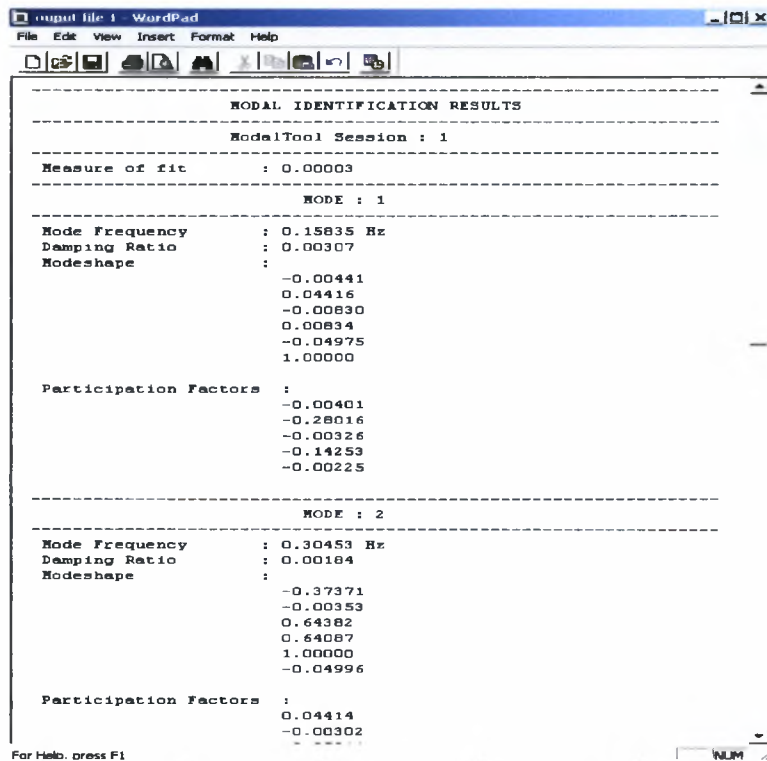 ouput file 1 - WordPad
File Edit View Insert Format Help
MODAL IDENTIFICATION RESULTS
ModalTool Session : 1
Measure of fit : 0.00003
MODE : 1
Mode Frequency : 0.15835 Hz
Damping Ratio : 0.00307
Modeshape :
-0.00441
0.04416
-0.00830
0.00834
-0.04975
1.00000
Participation Factors :
-0.00401
-0.28016
-0.00326
-0.14253
-0.00225
MODE : 2
Mode Frequency : 0.30453 Hz
Damping Ratio : 0.00184
Modeshape :
-0.37371
-0.00353
0.64382
0.64087
1.00000
-0.04996
Participation Factors :
0.04414
-0.00302
For Help, press F1
NUM